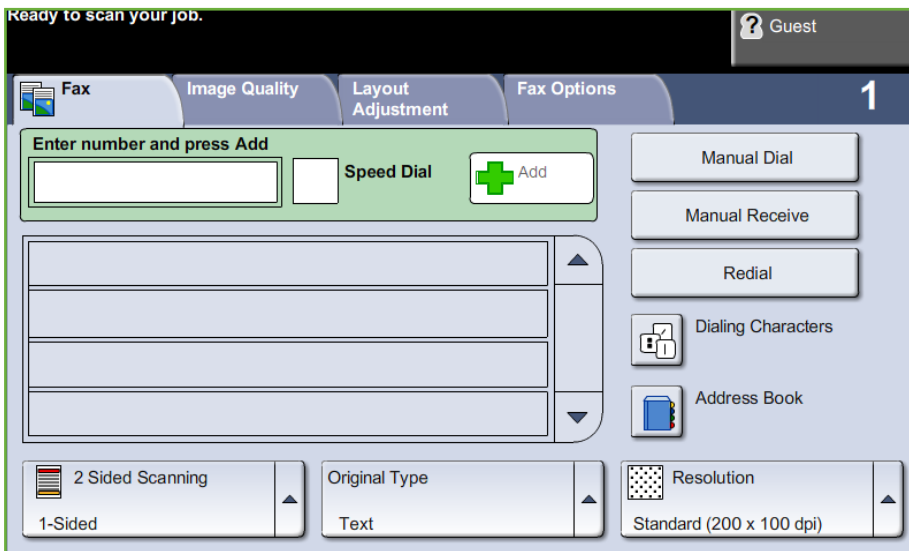 Ready to scan your job.
Guest
Fax
Image Quality
Layout
Adjustment
Fax Options
1
Enter number and press Add
Speed Dial
Add
Manual Dial
Manual Receive
Redial
Dialing Characters
Address Book
2 Sided Scanning
1-Sided
Original Type
Text
Resolution
Standard (200 x 100 dpi)